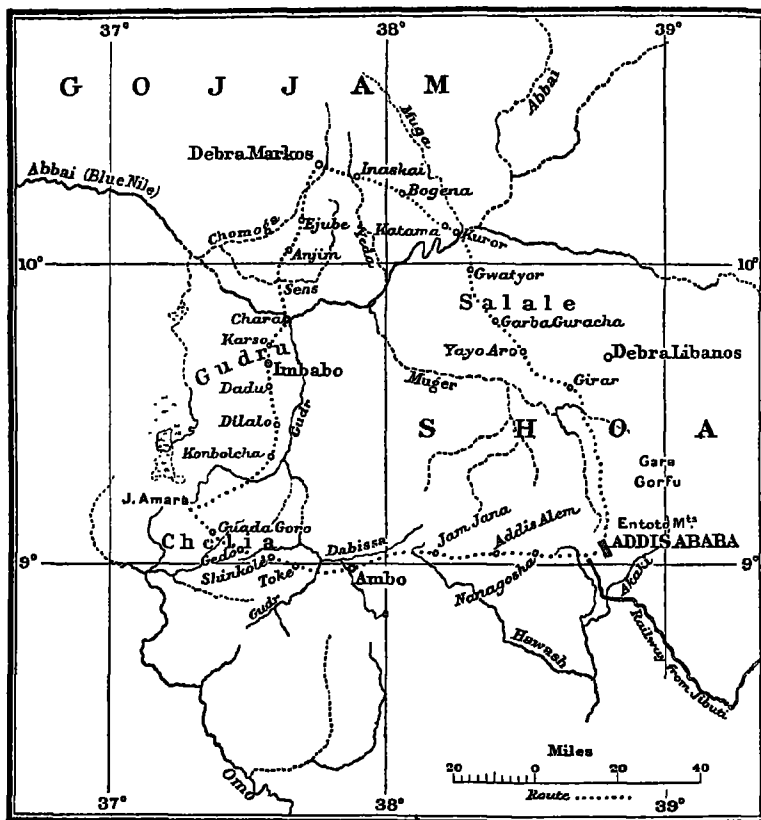 37°
38°
39°
G O J J A M
Abbai
Muga
Debra Markos
Inaskai
Abbai (Blue Nile)
Bogena
Chomoga
Ejube
Katama
Kuror
Yeda
Anjim
10°
10°
Gwatyor
Sens
Salale
Chara
Garba Guracha
Karso
Gudru
Yayo Aro
Debra Libanos
Imbabo
Muger
Girar
Dadu
Gudr
Dilalo
S H O A
Konbolcha
Gara
Gorfu
J. Amara
Entoto Mts
Guada Goro
Jam Jana
Addis Alem
ADDIS ABABA
Chelia
Dabissa
Gedoo
9°
9°
Shinkole
Toke
Ambo
Nanagosha
Akaki
Gudr
Hawash
Railway from Jibuti
Miles
20 0 20 40
Omo
Route
37°
38°
39°